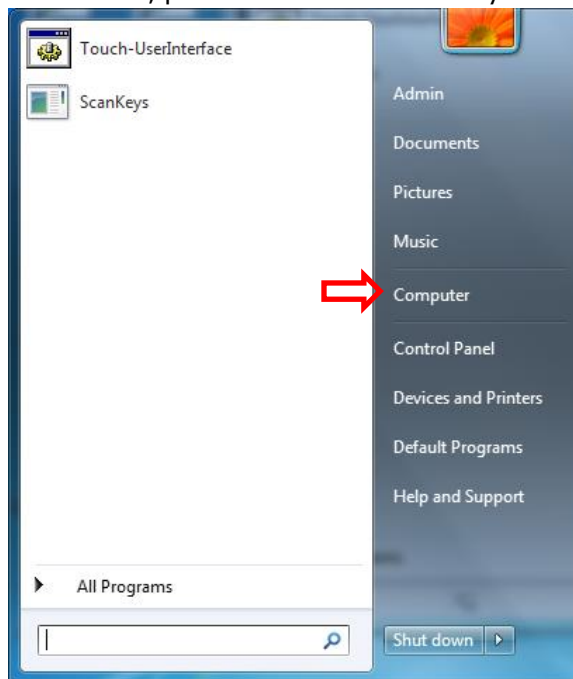 Touch-UserInterface
ScanKeys
All Programs
Admin
Documents
Pictures
Music
Computer
Control Panel
Devices and Printers
Default Programs
Help and Support
Shut down